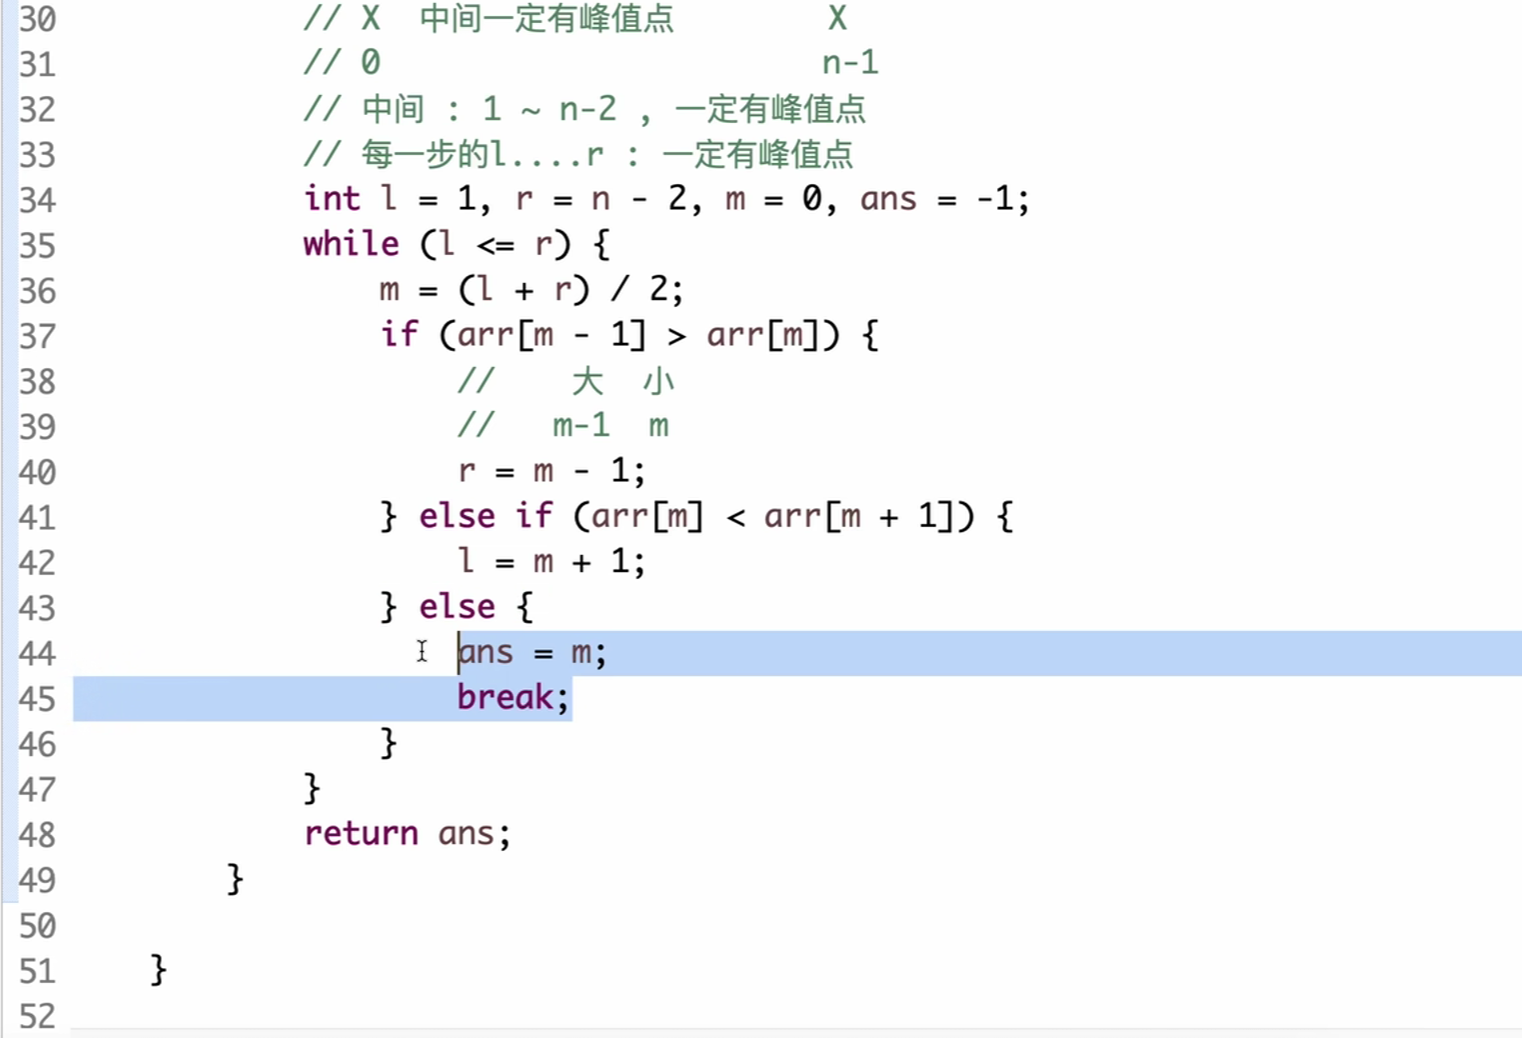 30 // X 中间一定有峰值点 X
31 // 0 n-1
32 // 中间 : 1 ~ n-2 , 一定有峰值点
33 // 每一步的l....r : 一定有峰值点
34 int l = 1, r = n - 2, m = 0, ans = -1;
35 while (l <= r) {
36 m = (l + r) / 2;
37 if (arr[m - 1] > arr[m]) {
38 // 大 小
39 // m-1 m
40 r = m - 1;
41 } else if (arr[m] < arr[m + 1]) {
42 l = m + 1;
43 } else {
44 ans = m;
45 break;
46 }
47 }
48 return ans;
49 }
50
51 }
52